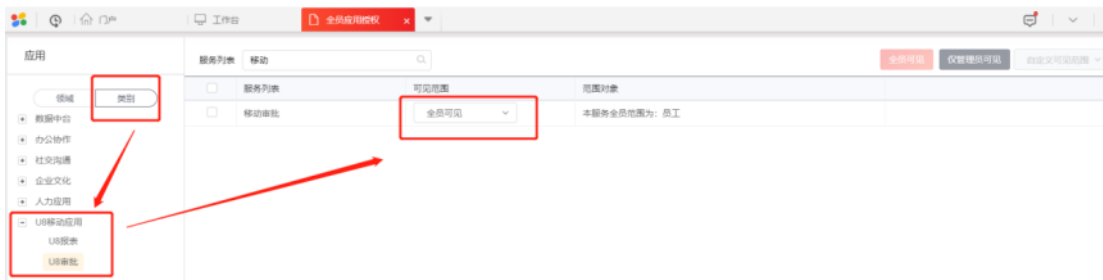 门户
工作台
全员应用授权
应用
服务列表
移动
全员可见
仅管理员可见
自定义可见范围
领域
类别
服务列表
可见范围
范围对象
移动审批
全员可见
本服务全员范围为：员工
数据中台
办公协作
社交沟通
企业文化
人力应用
U8移动应用
U8报表
U8审批